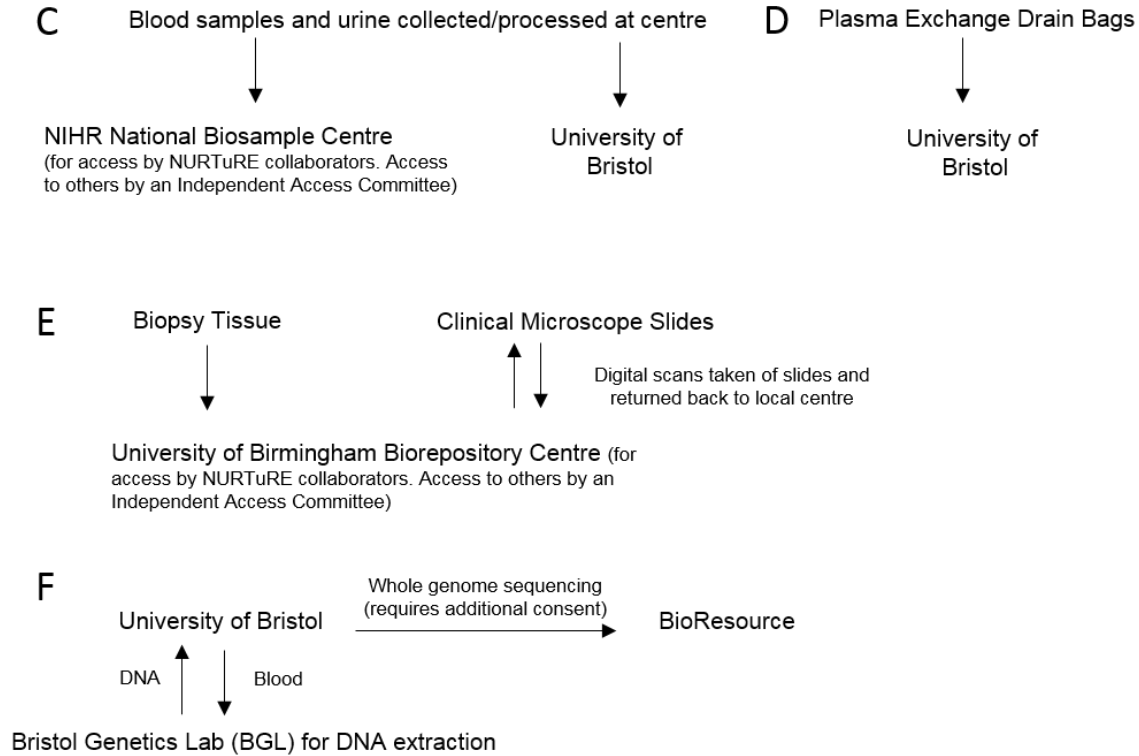 C
Blood samples and urine collected/processed at centre
D
Plasma Exchange Drain Bags
NIHR National Biosample Centre
(for access by NURTuRE collaborators. Access
to others by an Independent Access Committee)
University of
Bristol
University of
Bristol
E
Biopsy Tissue
Clinical Microscope Slides
Digital scans taken of slides and
returned back to local centre
University of Birmingham Biorepository Centre (for
access by NURTuRE collaborators. Access to others by an
Independent Access Committee)
F
Whole genome sequencing
(requires additional consent)
University of Bristol
BioResource
DNA
Blood
Bristol Genetics Lab (BGL) for DNA extraction